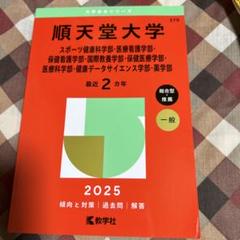 大学赤本シリーズ
279
順天堂大学
スポーツ健康科学部・医療看護学部・
保健看護学部・国際教養学部・保健医療学部・
医療科学部・健康データサイエンス学部・薬学部
最近2カ年
総合型
推薦
一般
2025
傾向と対策|過去問|解答
教学社